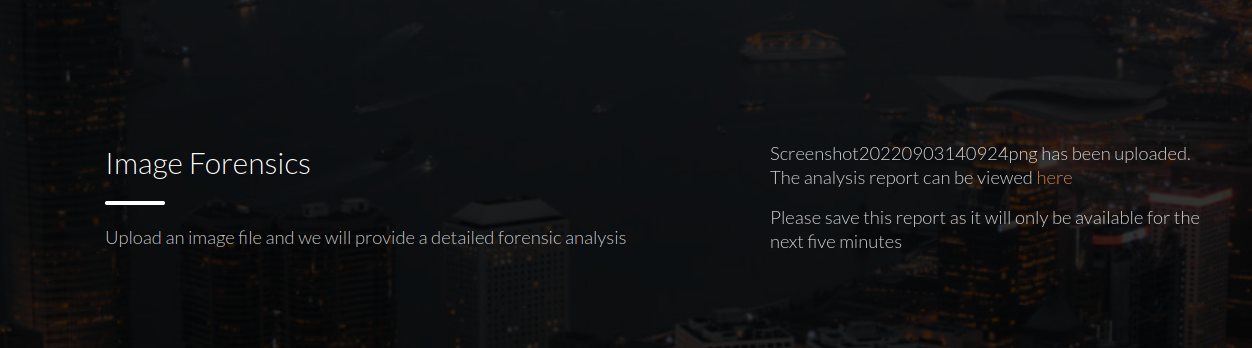 Image Forensics
Upload an image file and we will provide a detailed forensic analysis
Screenshot20220903140924png has been uploaded.
The analysis report can be viewed here
Please save this report as it will only be available for the
next five minutes